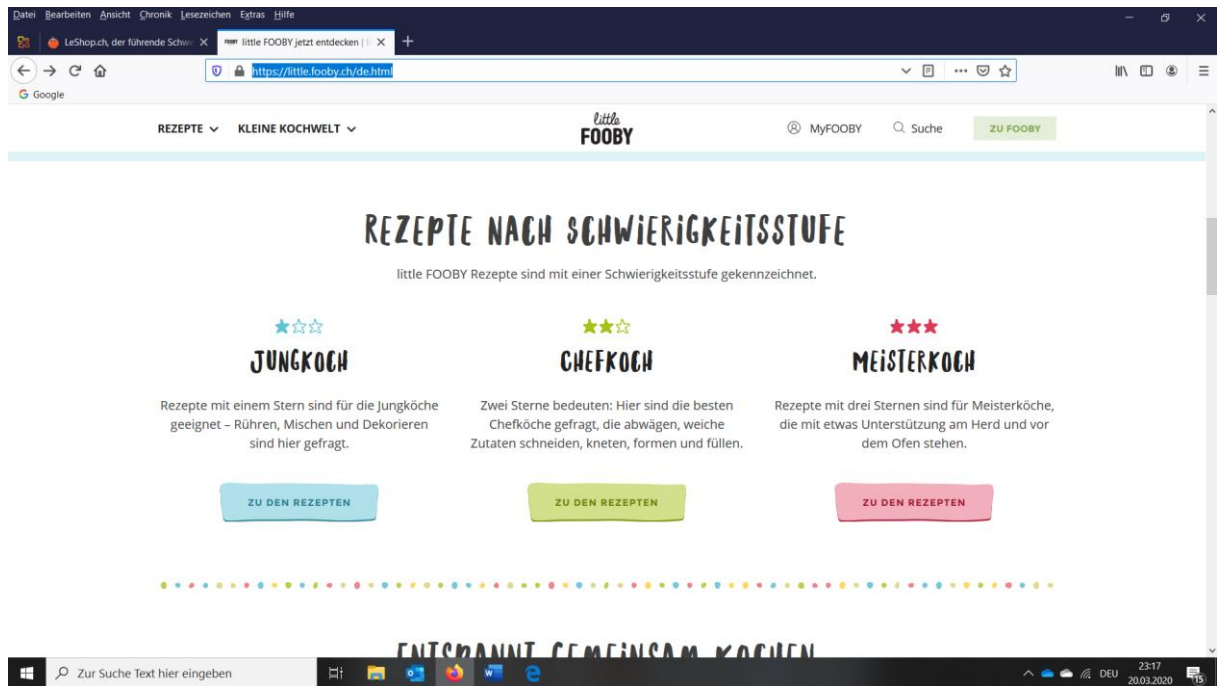 Datei Bearbeiten Ansicht Chronik Lesezeichen Extras Hilfe
LeShop.ch, der führende Schwe
little FOOBY jetzt entdecken | li
https://little.fooby.ch/de.html
Google
REZEPTE KLEINE KOCHWELT little FOOBY MyFOOBY Suche ZU FOOBY
REZEPTE NACH SCHWIERIGKEITSSTUFE
little FOOBY Rezepte sind mit einer Schwierigkeitsstufe gekennzeichnet.
JUNGKOCH
Rezepte mit einem Stern sind für die Jungköche
geeignet – Rühren, Mischen und Dekorieren
sind hier gefragt.
ZU DEN REZEPTEN
CHEFKOCH
Zwei Sterne bedeuten: Hier sind die besten
Chefköche gefragt, die abwägen, weiche
Zutaten schneiden, kneten, formen und füllen.
ZU DEN REZEPTEN
MEISTERKOCH
Rezepte mit drei Sternen sind für Meisterköche,
die mit etwas Unterstützung am Herd und vor
dem Ofen stehen.
ZU DEN REZEPTEN
ENTSPANNT GEMEINSAM KOCHEN
Zur Suche Text hier eingeben
DEU
23:17
20.03.2020
15